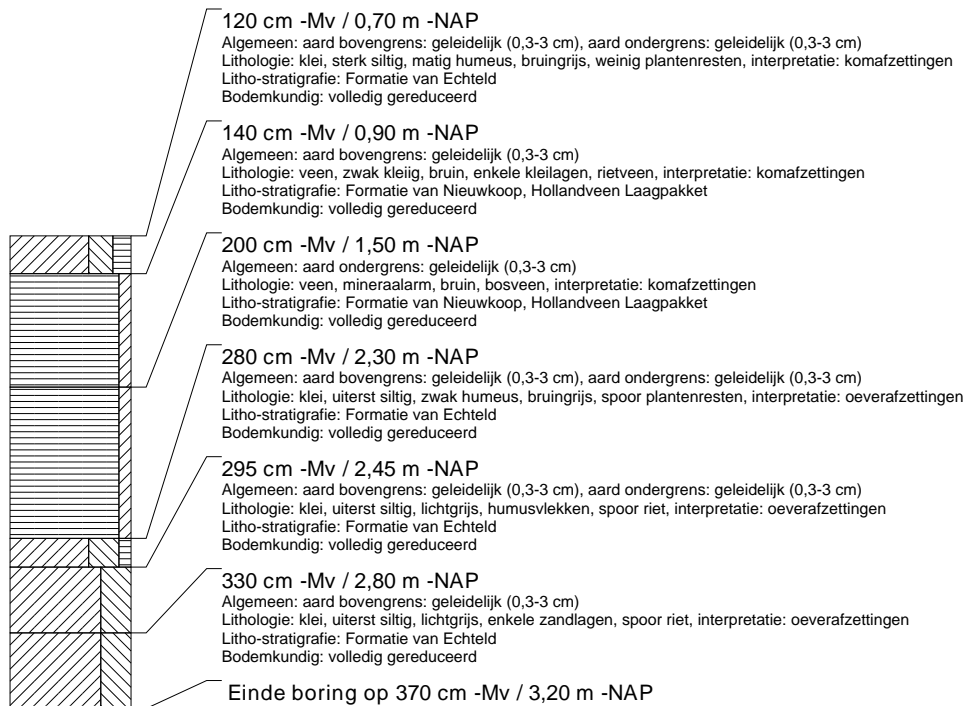 120 cm -Mv / 0,70 m -NAP
Algemeen: aard bovengrens: geleidelijk (0,3-3 cm), aard ondergrens: geleidelijk (0,3-3 cm)
Lithologie: klei, sterk siltig, matig humeus, bruingrijs, weinig plantenresten, interpretatie: komafzettingen
Litho-stratigrafie: Formatie van Echteld
Bodemkundig: volledig gereduceerd
140 cm -Mv / 0,90 m -NAP
Algemeen: aard bovengrens: geleidelijk (0,3-3 cm)
Lithologie: veen, zwak kleiig, bruin, enkele kleilagen, rietveen, interpretatie: komafzettingen
Litho-stratigrafie: Formatie van Nieuwkoop, Hollandveen Laagpakket
Bodemkundig: volledig gereduceerd
200 cm -Mv / 1,50 m -NAP
Algemeen: aard ondergrens: geleidelijk (0,3-3 cm)
Lithologie: veen, mineraalarm, bruin, bosveen, interpretatie: komafzettingen
Litho-stratigrafie: Formatie van Nieuwkoop, Hollandveen Laagpakket
Bodemkundig: volledig gereduceerd
280 cm -Mv / 2,30 m -NAP
Algemeen: aard bovengrens: geleidelijk (0,3-3 cm), aard ondergrens: geleidelijk (0,3-3 cm)
Lithologie: klei, uiterst siltig, zwak humeus, bruingrijs, spoor plantenresten, interpretatie: oeverafzettingen
Litho-stratigrafie: Formatie van Echteld
Bodemkundig: volledig gereduceerd
295 cm -Mv / 2,45 m -NAP
Algemeen: aard bovengrens: geleidelijk (0,3-3 cm), aard ondergrens: geleidelijk (0,3-3 cm)
Lithologie: klei, uiterst siltig, lichtgrijs, humusvlekken, spoor riet, interpretatie: oeverafzettingen
Litho-stratigrafie: Formatie van Echteld
Bodemkundig: volledig gereduceerd
330 cm -Mv / 2,80 m -NAP
Algemeen: aard bovengrens: geleidelijk (0,3-3 cm)
Lithologie: klei, uiterst siltig, lichtgrijs, enkele zandlagen, spoor riet, interpretatie: oeverafzettingen
Litho-stratigrafie: Formatie van Echteld
Bodemkundig: volledig gereduceerd
Einde boring op 370 cm -Mv / 3,20 m -NAP